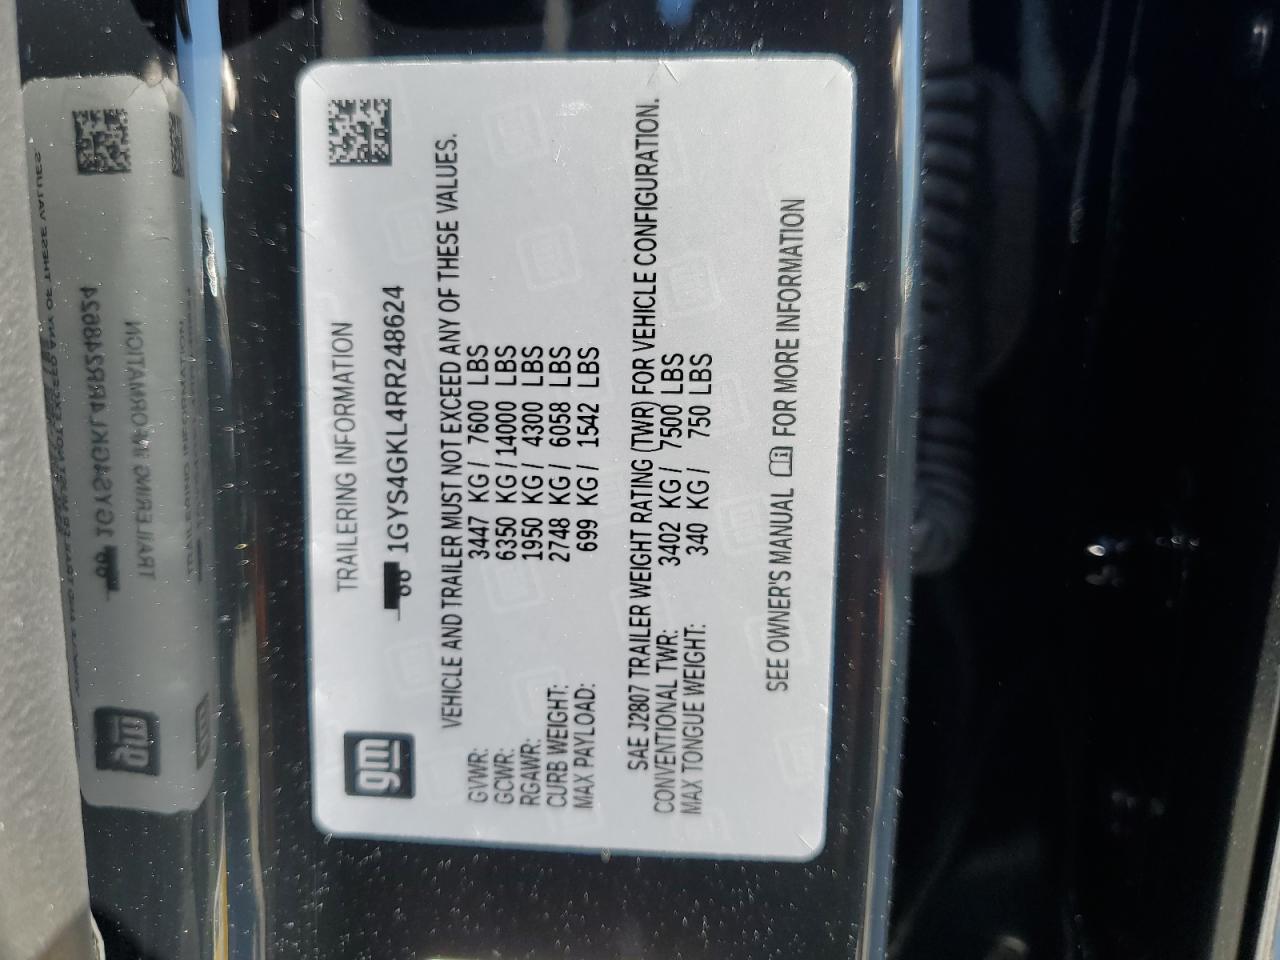 gm
TRAILERING INFORMATION
1GYS4GKL4RR248624
VEHICLE AND TRAILER MUST NOT EXCEED ANY OF THESE VALUES.
GVWR: 3447 KG / 7600 LBS
GCWR: 6350 KG / 14000 LBS
RGAWR: 1950 KG / 4300 LBS
CURB WEIGHT: 2748 KG / 6058 LBS
MAX PAYLOAD: 699 KG / 1542 LBS
SAE J2807 TRAILER WEIGHT RATING (TWR) FOR VEHICLE CONFIGURATION.
CONVENTIONAL TWR: 3402 KG / 7500 LBS
MAX TONGUE WEIGHT: 340 KG / 750 LBS
SEE OWNER'S MANUAL FOR MORE INFORMATION